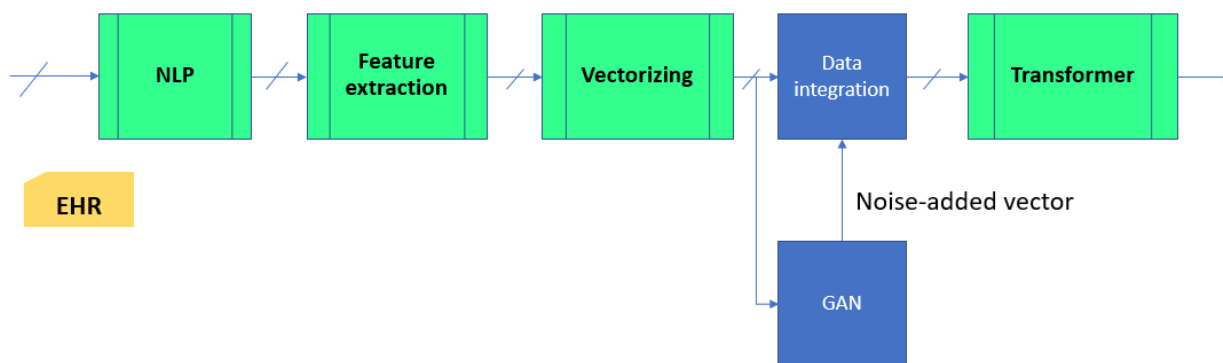 NLP
Feature
extraction
Vectorizing
Data
integration
Transformer
EHR
Noise-added vector
GAN